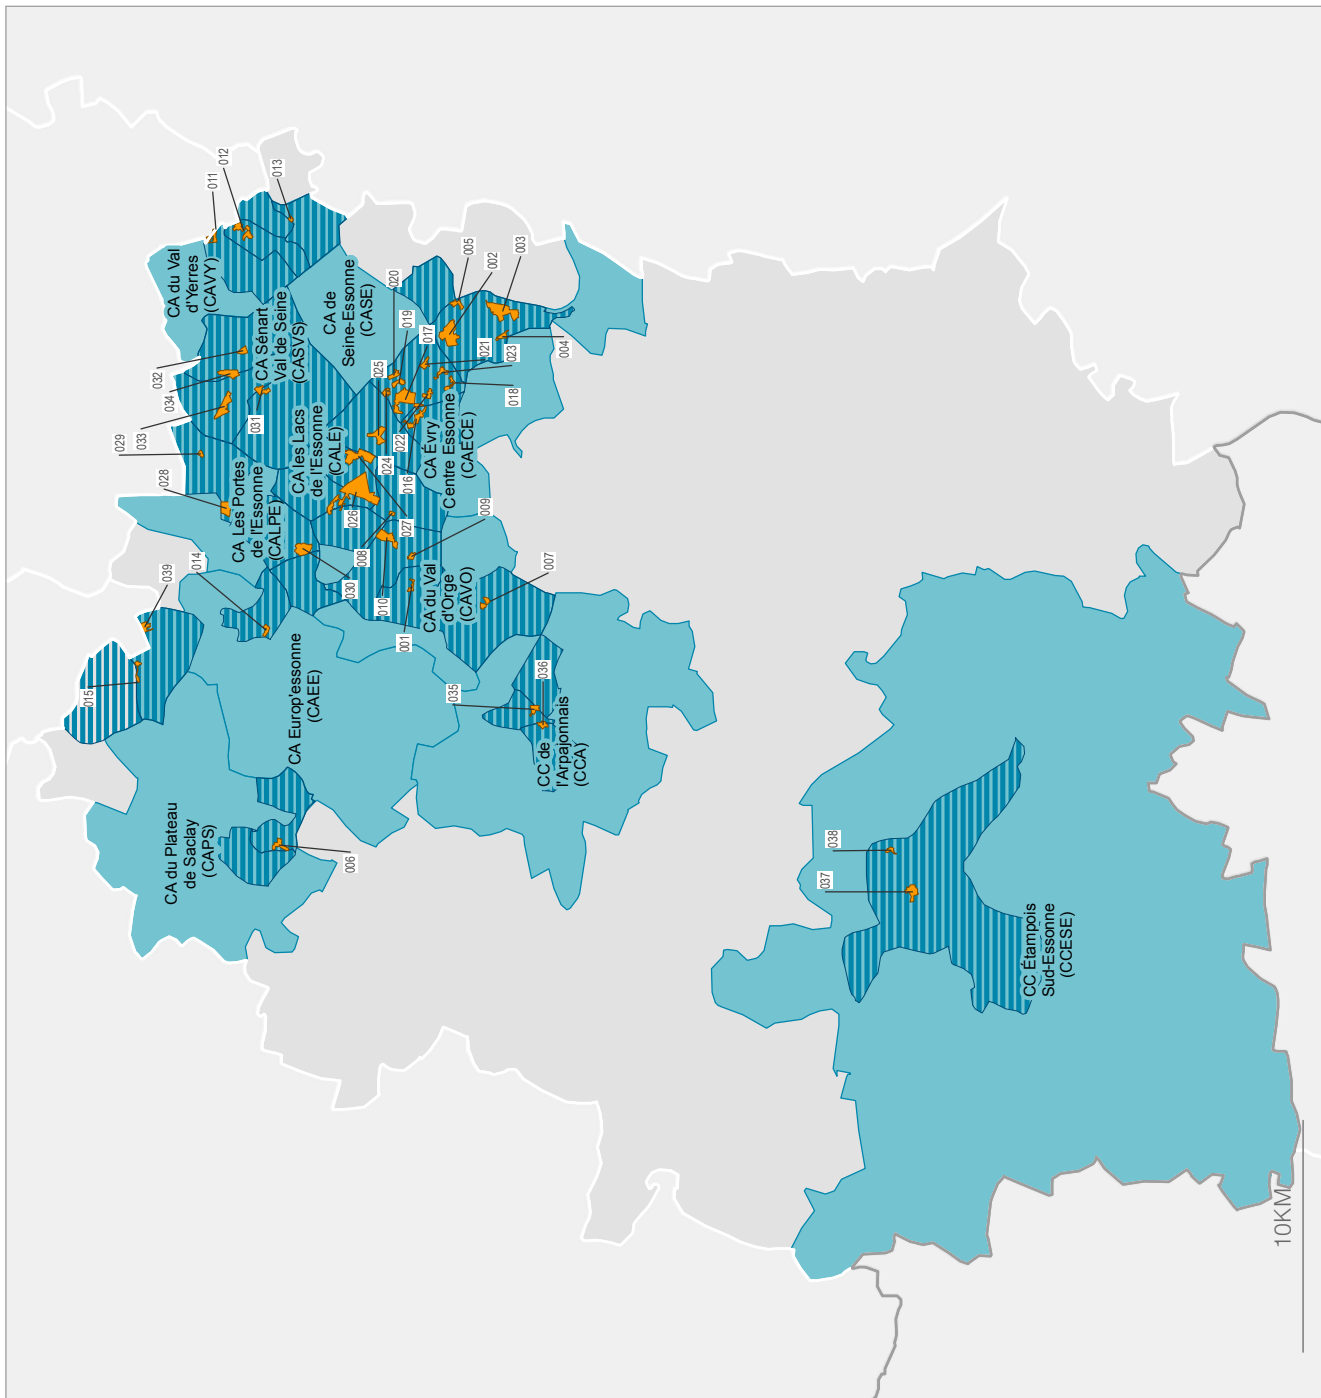 012
011
013
CA du Val
d'Yerres
(CAVY)
005
002
003
020
019
017
021
023
004
018
CA de
Seine-Essonne
(CASE)
CA Sénart
Val de Seine
(CASVS)
032
034
031
033
029
025
022
024
016
CA Évry
Centre Essonne
(CAECE)
CA les Lacs
de l'Essonne
(CALE)
026
027
009
028
CA Les Portes
de l'Essonne
(CALPE)
008
010
030
014
007
001
CA du Val
d'Orge
(CAVO)
039
015
CA Europ'essonne
(CAEE)
035
036
CC de
l'Arpajonnais
(CCA)
CA du Plateau
de Saclay
(CAPS)
006
038
037
CC Étampois
Sud-Essonne
(CCESE)
10KM